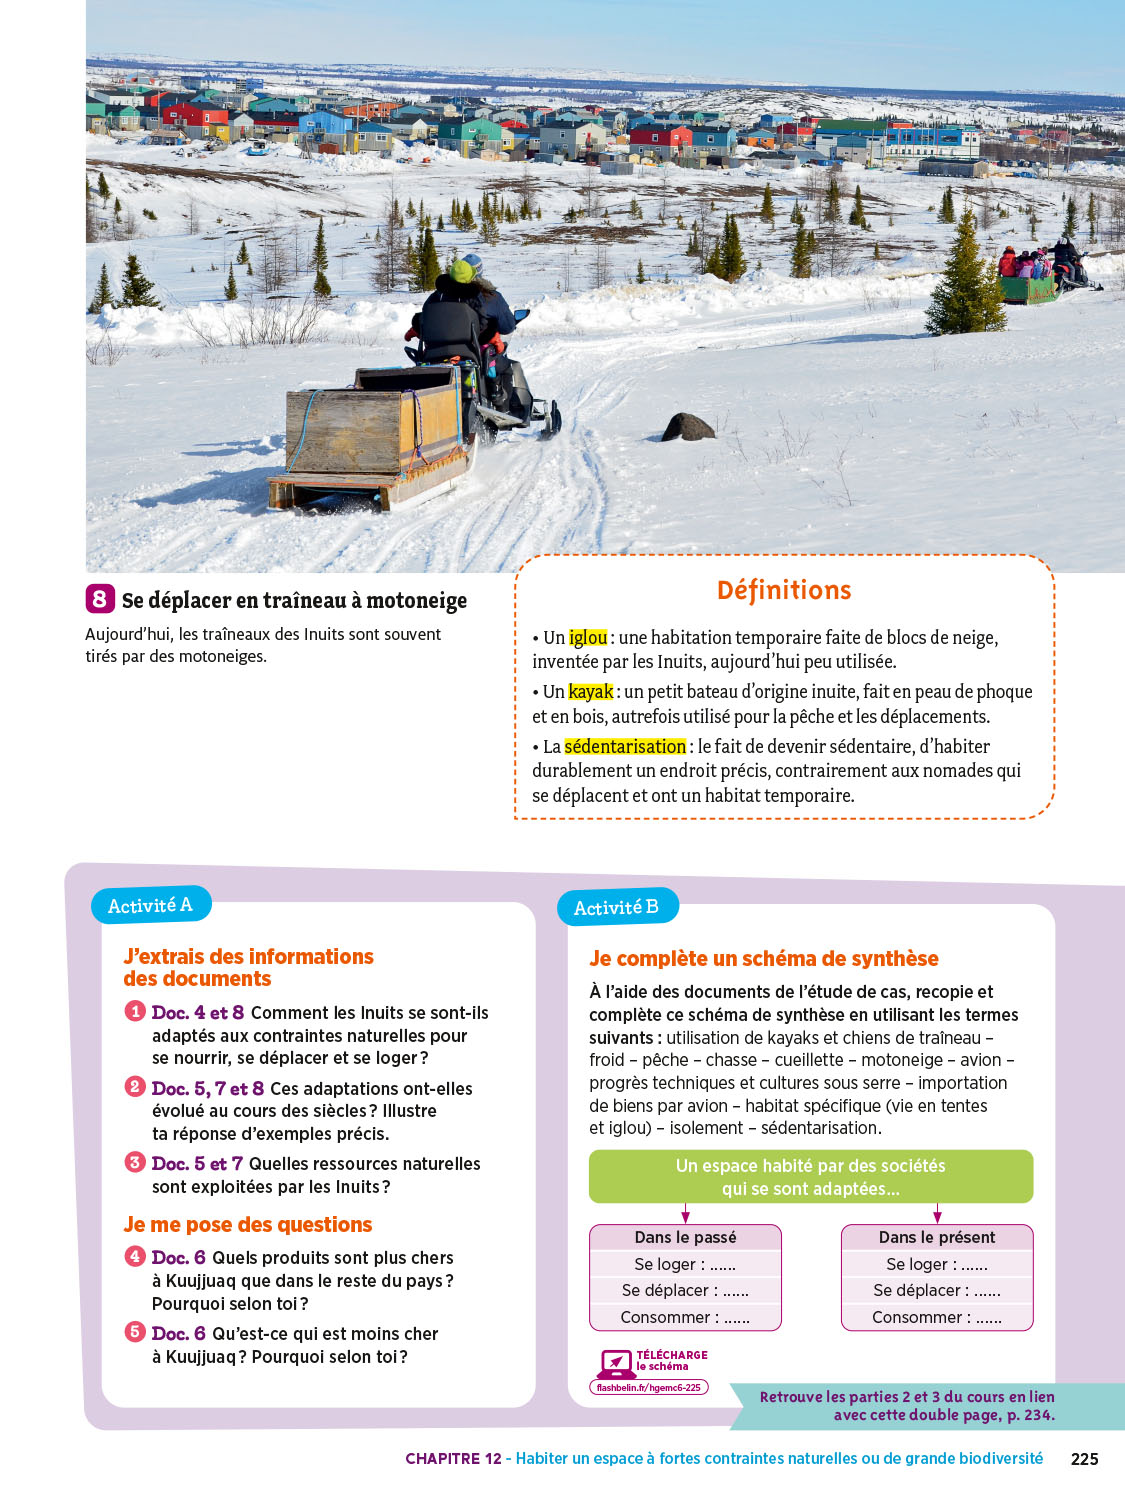 8 Se déplacer en traîneau à motoneige
Aujourd’hui, les traîneaux des Inuits sont souvent
tirés par des motoneiges.
Définitions
• Un iglou : une habitation temporaire faite de blocs de neige,
inventée par les Inuits, aujourd’hui peu utilisée.
• Un kayak : un petit bateau d’origine inuite, fait en peau de phoque
et en bois, autrefois utilisé pour la pêche et les déplacements.
• La sédentarisation : le fait de devenir sédentaire, d’habiter
durablement un endroit précis, contrairement aux nomades qui
se déplacent et ont un habitat temporaire.
Activité A
J’extrais des informations
des documents
1 Doc. 4 et 8 Comment les Inuits se sont-ils
adaptés aux contraintes naturelles pour
se nourrir, se déplacer et se loger ?
2 Doc. 5, 7 et 8 Ces adaptations ont-elles
évolué au cours des siècles ? Illustre
ta réponse d’exemples précis.
3 Doc. 5 et 7 Quelles ressources naturelles
sont exploitées par les Inuits ?
Je me pose des questions
4 Doc. 6 Quels produits sont plus chers
à Kuujjuaq que dans le reste du pays ?
Pourquoi selon toi ?
5 Doc. 6 Qu’est-ce qui est moins cher
à Kuujjuaq ? Pourquoi selon toi ?
Activité B
Je complète un schéma de synthèse
À l’aide des documents de l’étude de cas, recopie et
complète ce schéma de synthèse en utilisant les termes
suivants : utilisation de kayaks et chiens de traîneau –
froid – pêche – chasse – cueillette – motoneige – avion –
progrès techniques et cultures sous serre – importation
de biens par avion – habitat spécifique (vie en tentes
et iglou) – isolement – sédentarisation.
Un espace habité par des sociétés
qui se sont adaptées...
Dans le passé
Se loger : ......
Se déplacer : ......
Consommer : ......
Dans le présent
Se loger : ......
Se déplacer : ......
Consommer : ......
TÉLÉCHARGE
le schéma
flashbelin.fr/hgemc6-225
Retrouve les parties 2 et 3 du cours en lien
avec cette double page, p. 234.
CHAPITRE 12 - Habiter un espace à fortes contraintes naturelles ou de grande biodiversité 225